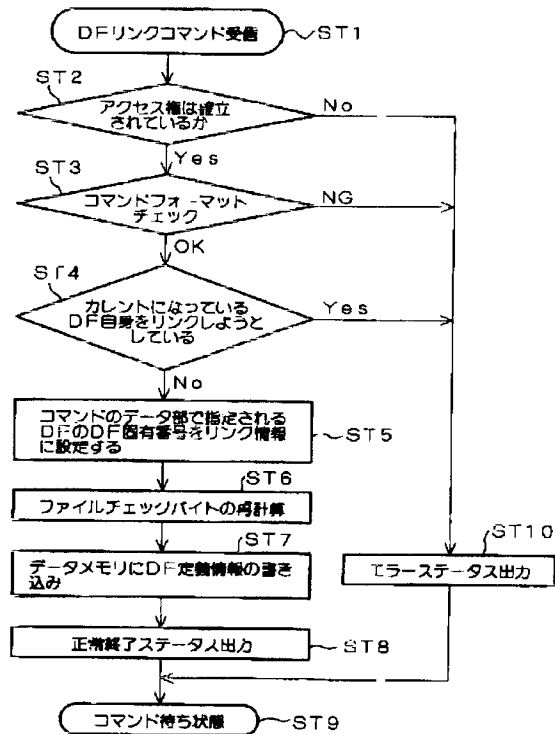 DFリンクコマンド受信
ST1
ST2
アクセス権は確立
されているか
No
Yes
ST3
コマンドフォーマット
チェック
NG
OK
ST4
カレントになっている
DF自身をリンクしようと
している
Yes
No
コマンドのデータ部で指定される
DFのDF固有番号をリンク情報
に設定する
ST5
ST6
ファイルチェックバイトの再計算
ST7
データメモリにDF定義情報の書き
込み
ST10
エラーステータス出力
正常終了ステータス出力
ST8
コマンド待ち状態
ST9